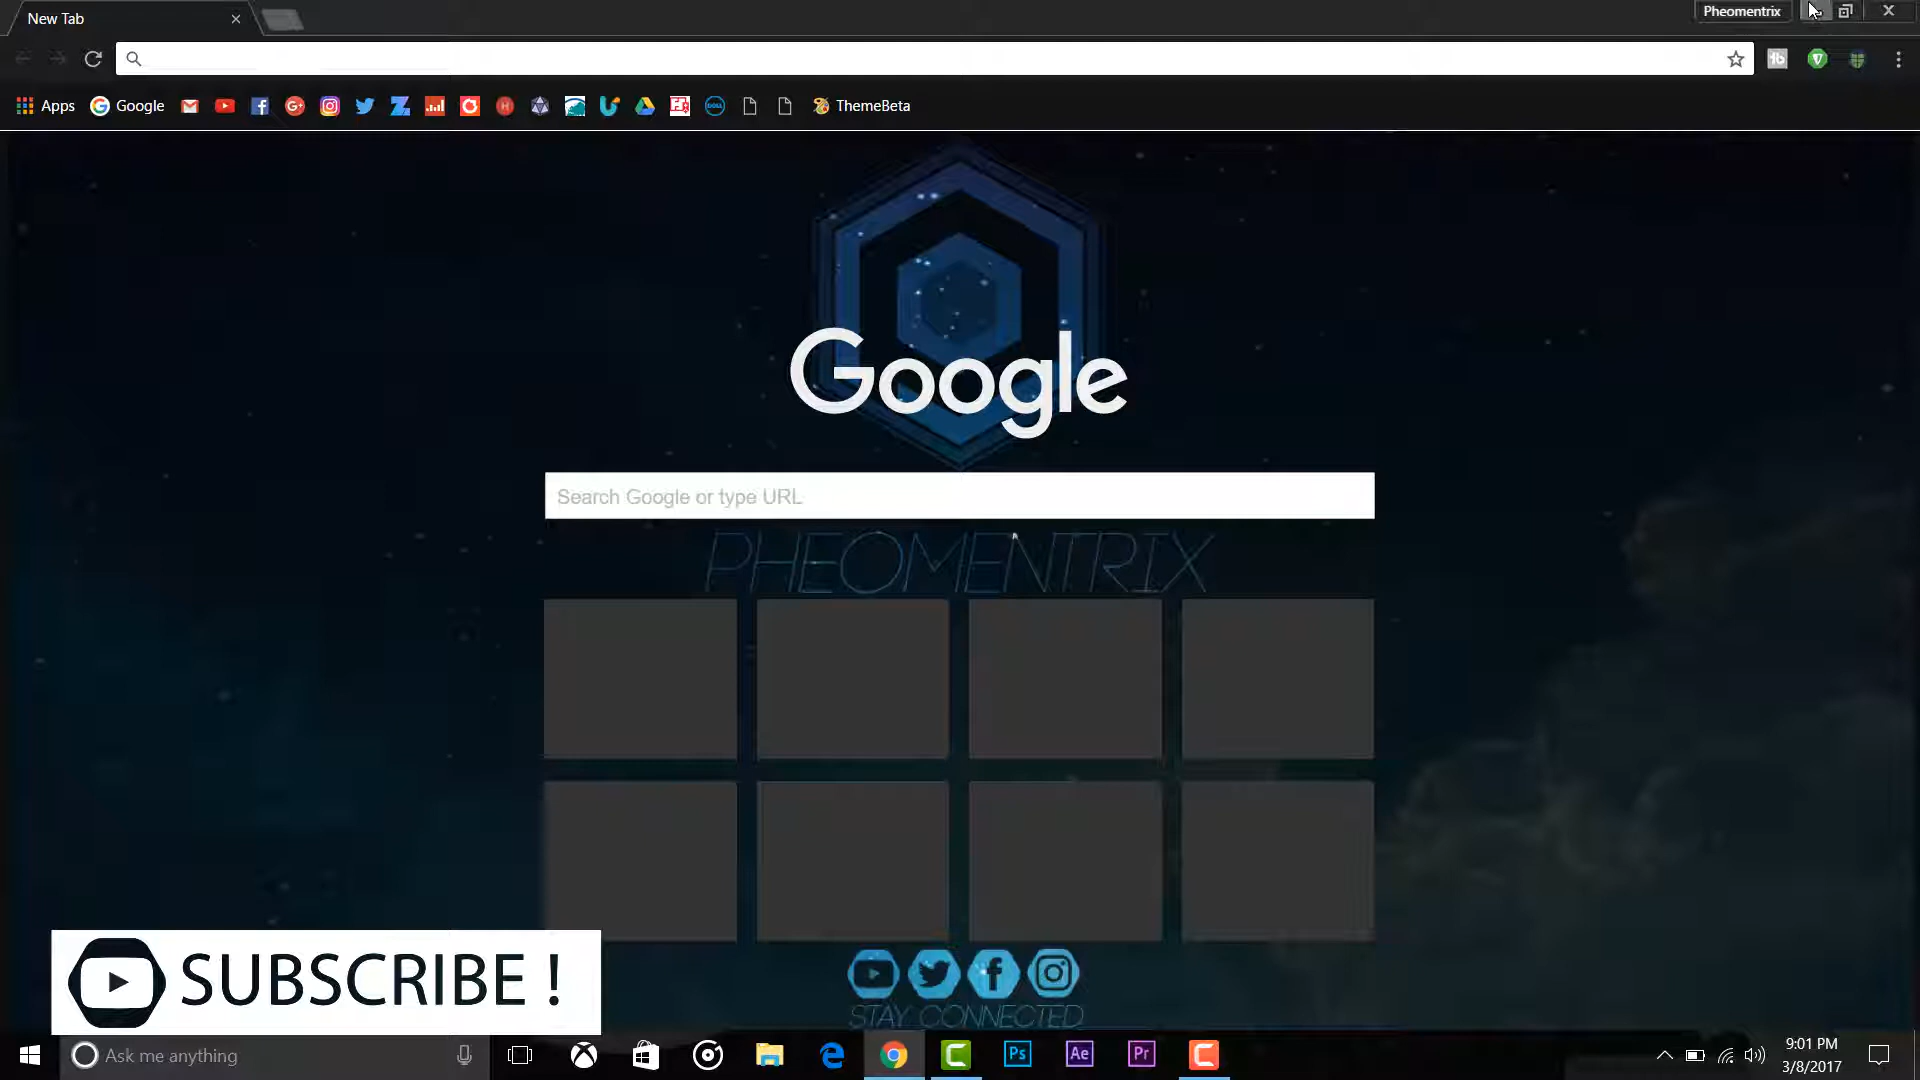 New Tab
Pheomentrix
Apps
Google
ThemeBeta
Google
Search Google or type URL
PHEOMENTRIX
STAY CONNECTED
SUBSCRIBE !
Ask me anything
Ps
Ae
Pr
9:01 PM
3/8/2017